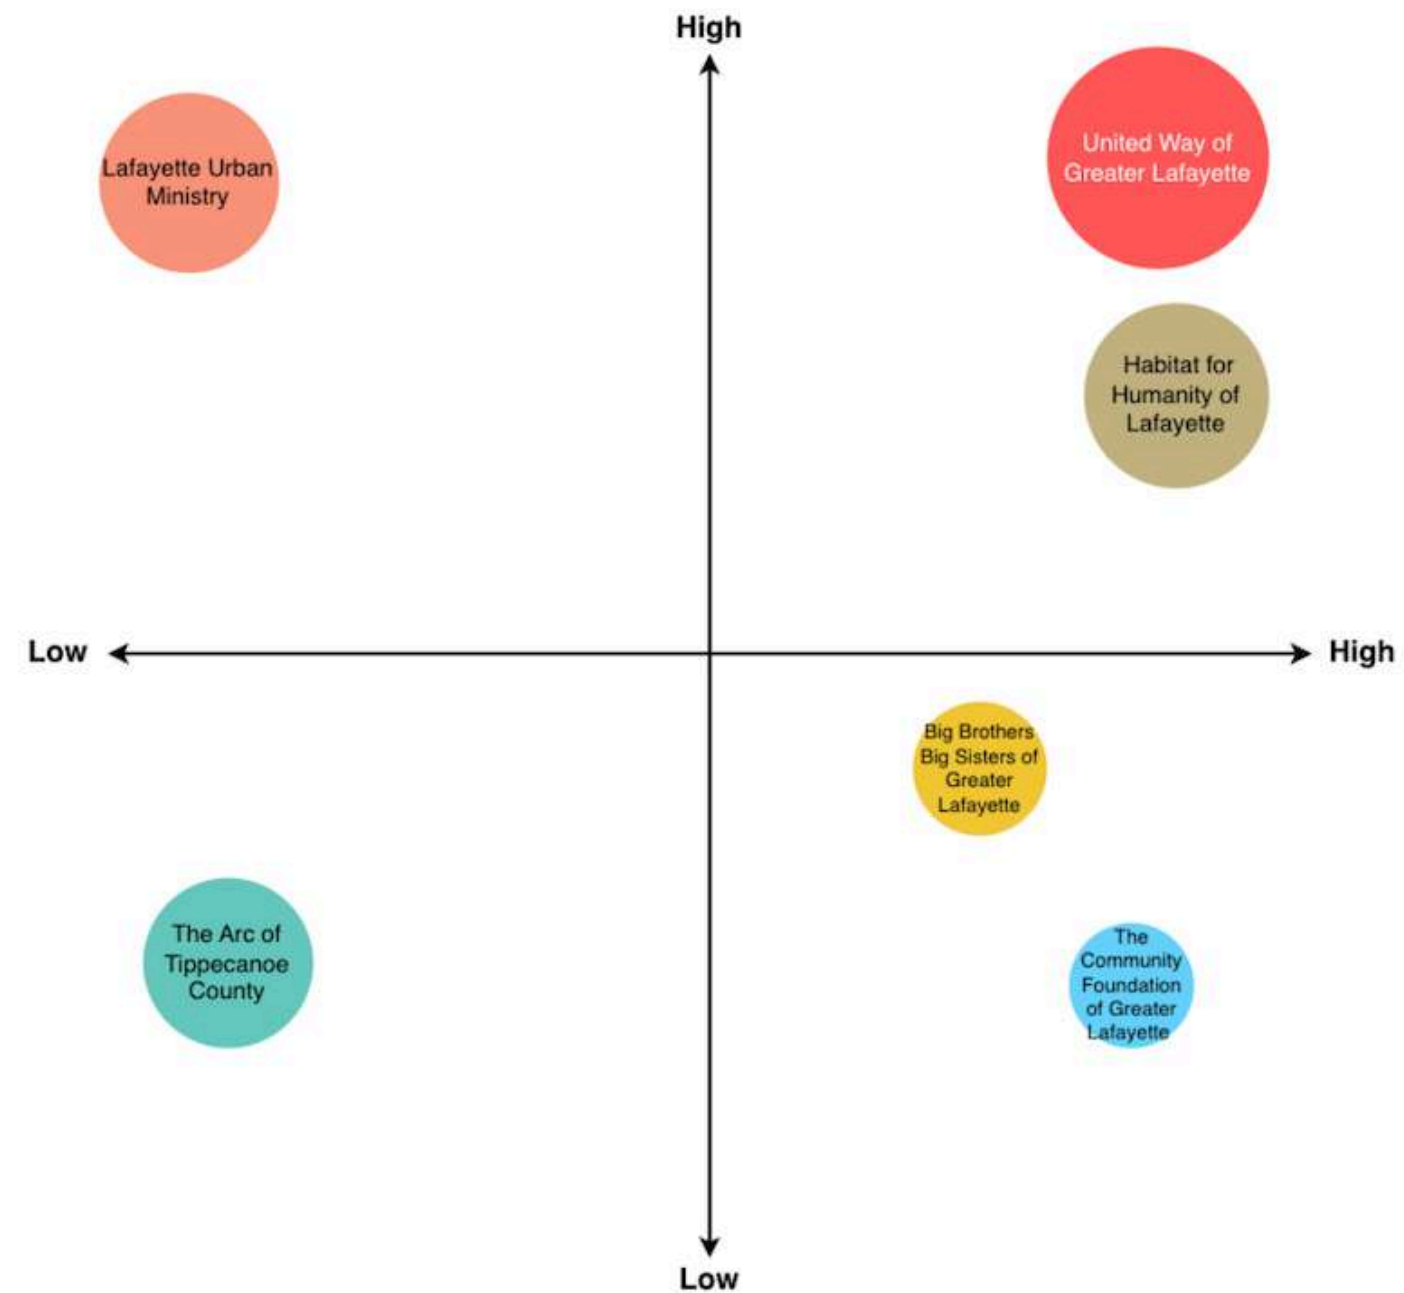 High
Lafayette Urban
Ministry
United Way of
Greater Lafayette
Habitat for
Humanity of
Lafayette
Low
High
Big Brothers
Big Sisters of
Greater
Lafayette
The Arc of
Tippecanoe
County
The
Community
Foundation
of Greater
Lafayette
Low